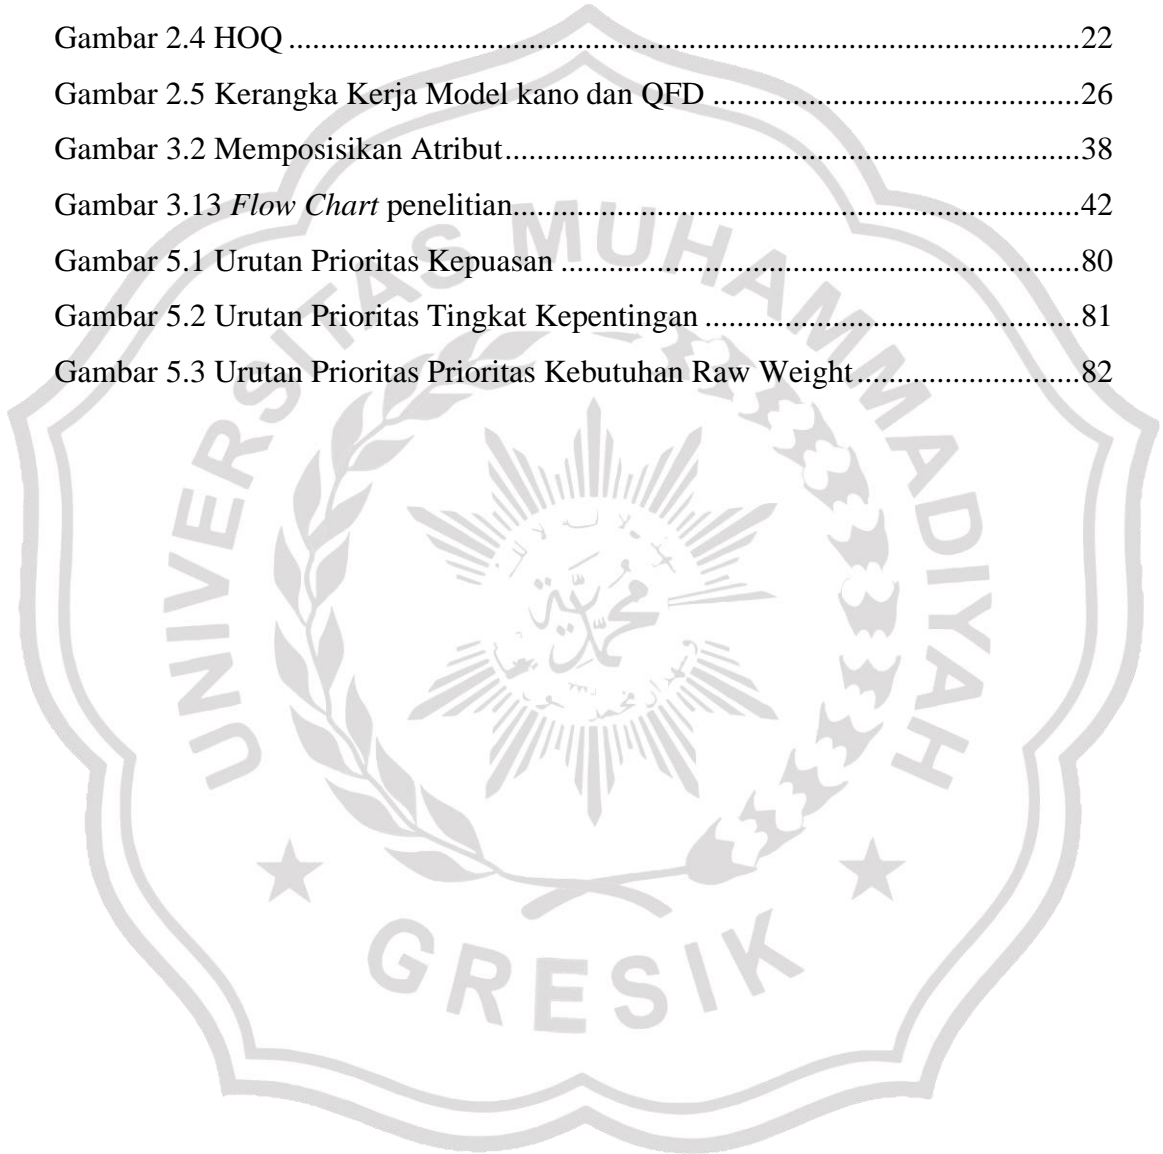 Gambar 2.4 HOQ ....................................................................................................22
Gambar 2.5 Kerangka Kerja Model kano dan QFD ..............................................26
Gambar 3.2 Memposisikan Atribut.........................................................................38
Gambar 3.13 Flow Chart penelitian.......................................................................42
Gambar 5.1 Urutan Prioritas Kepuasan .................................................................80
Gambar 5.2 Urutan Prioritas Tingkat Kepentingan ...............................................81
Gambar 5.3 Urutan Prioritas Prioritas Kebutuhan Raw Weight............................82
UNIVERSITAS MUHAMMADIYAH
GRESIK